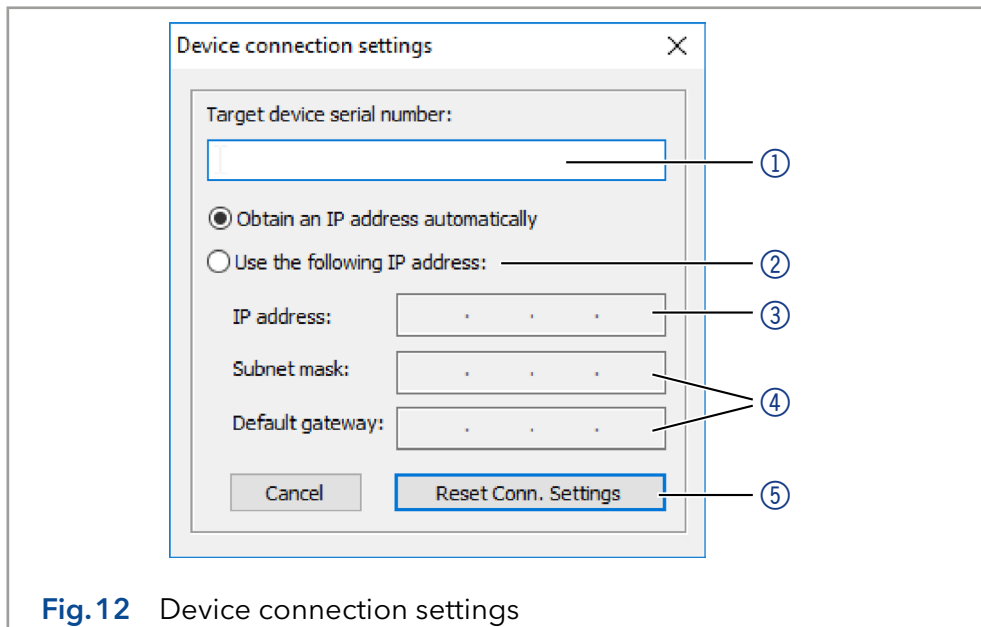 Device connection settings
Target device serial number:
①
Obtain an IP address automatically
Use the following IP address: ②
IP address: . . . ③
Subnet mask: . . .
④
Default gateway: . . .
Cancel Reset Conn. Settings ⑤
Fig.12 Device connection settings